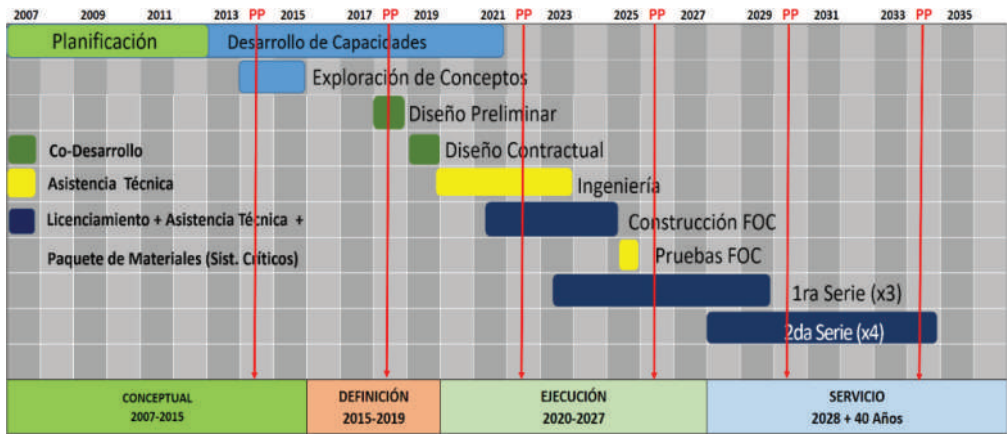 2007 2009 2011 2013 PP 2015 2017 PP 2019 2021 PP 2023 2025 PP 2027 2029 PP 2031 2033 PP 2035
Planificación Desarrollo de Capacidades
Exploración de Conceptos
Diseño Preliminar
Co-Desarrollo Diseño Contractual
Asistencia Técnica Ingeniería
Licenciamiento + Asistencia Técnica + Construcción FOC
Paquete de Materiales (Sist. Críticos) Pruebas FOC
1ra Serie (x3)
2da Serie (x4)
CONCEPTUAL DEFINICIÓN EJECUCIÓN SERVICIO
2007-2015 2015-2019 2020-2027 2028 + 40 Años